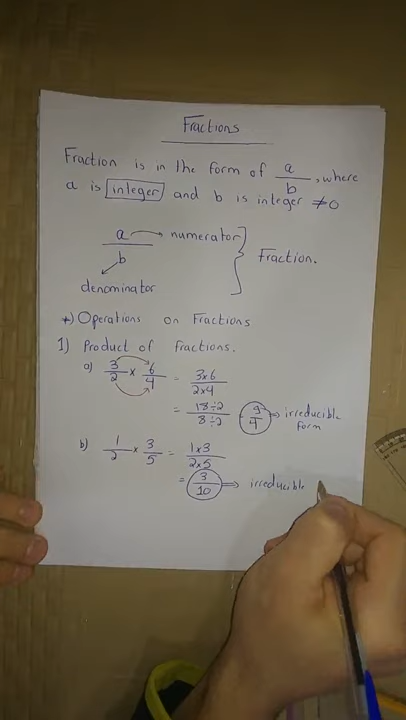 Fractions
Fraction is in the form of a/b, where
a is integer and b is integer ≠0
a → numerator
b
Fraction.
denominator
*) Operations on Fractions
1) Product of fractions.
a) 3/2 × 6/4 = 3×6/2×4
= 18÷2/8÷2 = 9/4 → irreducible
form
b) 1/2 × 3/5 = 1×3/2×5
= 3/10 ⇒ irreducible